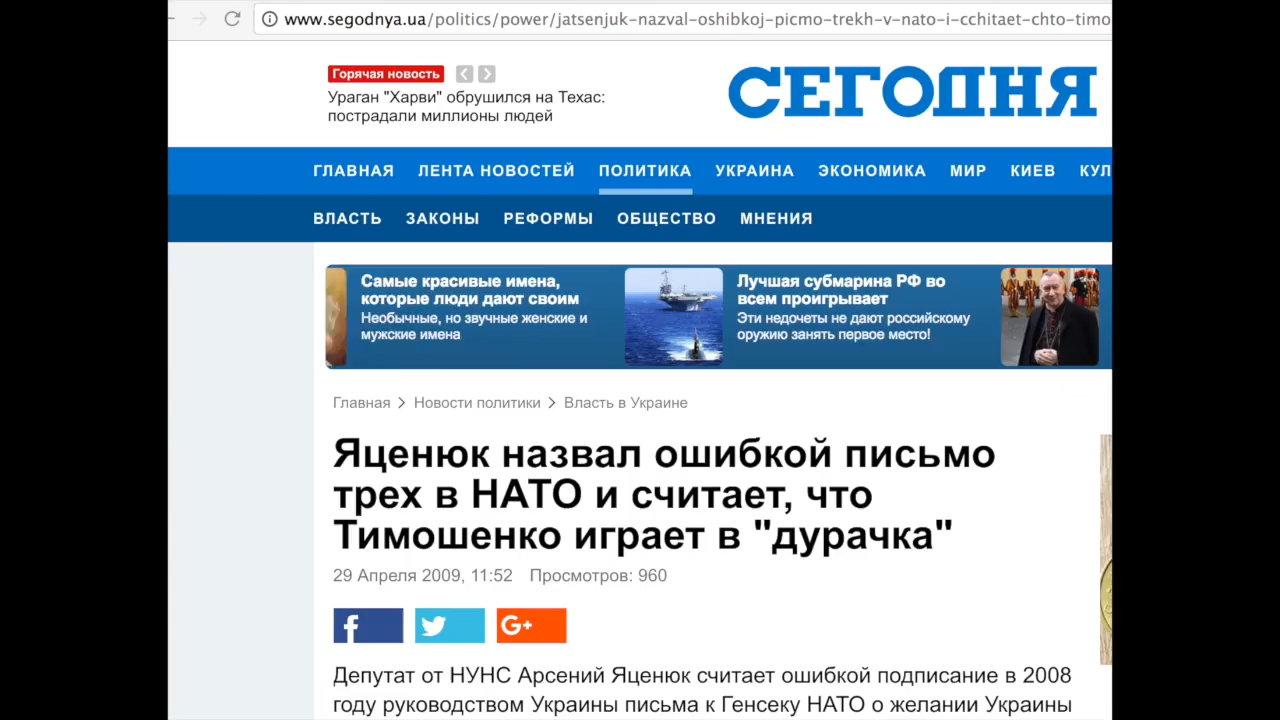 www.segodnya.ua/politics/power/jatsenjuk-nazval-oshibkoj-picmo-trekh-v-nato-i-cchitaet-chto-timo
Горячая новость
Ураган "Харви" обрушился на Техас:
пострадали миллионы людей
СЕГОДНЯ
ГЛАВНАЯ ЛЕНТА НОВОСТЕЙ ПОЛИТИКА УКРАИНА ЭКОНОМИКА МИР КИЕВ КУЛ
ВЛАСТЬ ЗАКОНЫ РЕФОРМЫ ОБЩЕСТВО МНЕНИЯ
Самые красивые имена,
которые люди дают своим
Необычные, но звучные женские и
мужские имена
Лучшая субмарина РФ во
всем проигрывает
Эти недочеты не дают российскому
оружию занять первое место!
Главная > Новости политики > Власть в Украине
Яценюк назвал ошибкой письмо
трех в НАТО и считает, что
Тимошенко играет в "дурачка"
29 Апреля 2009, 11:52 Просмотров: 960
f
G+
Депутат от НУНС Арсений Яценюк считает ошибкой подписание в 2008
году руководством Украины письма к Генсеку НАТО о желании Украины